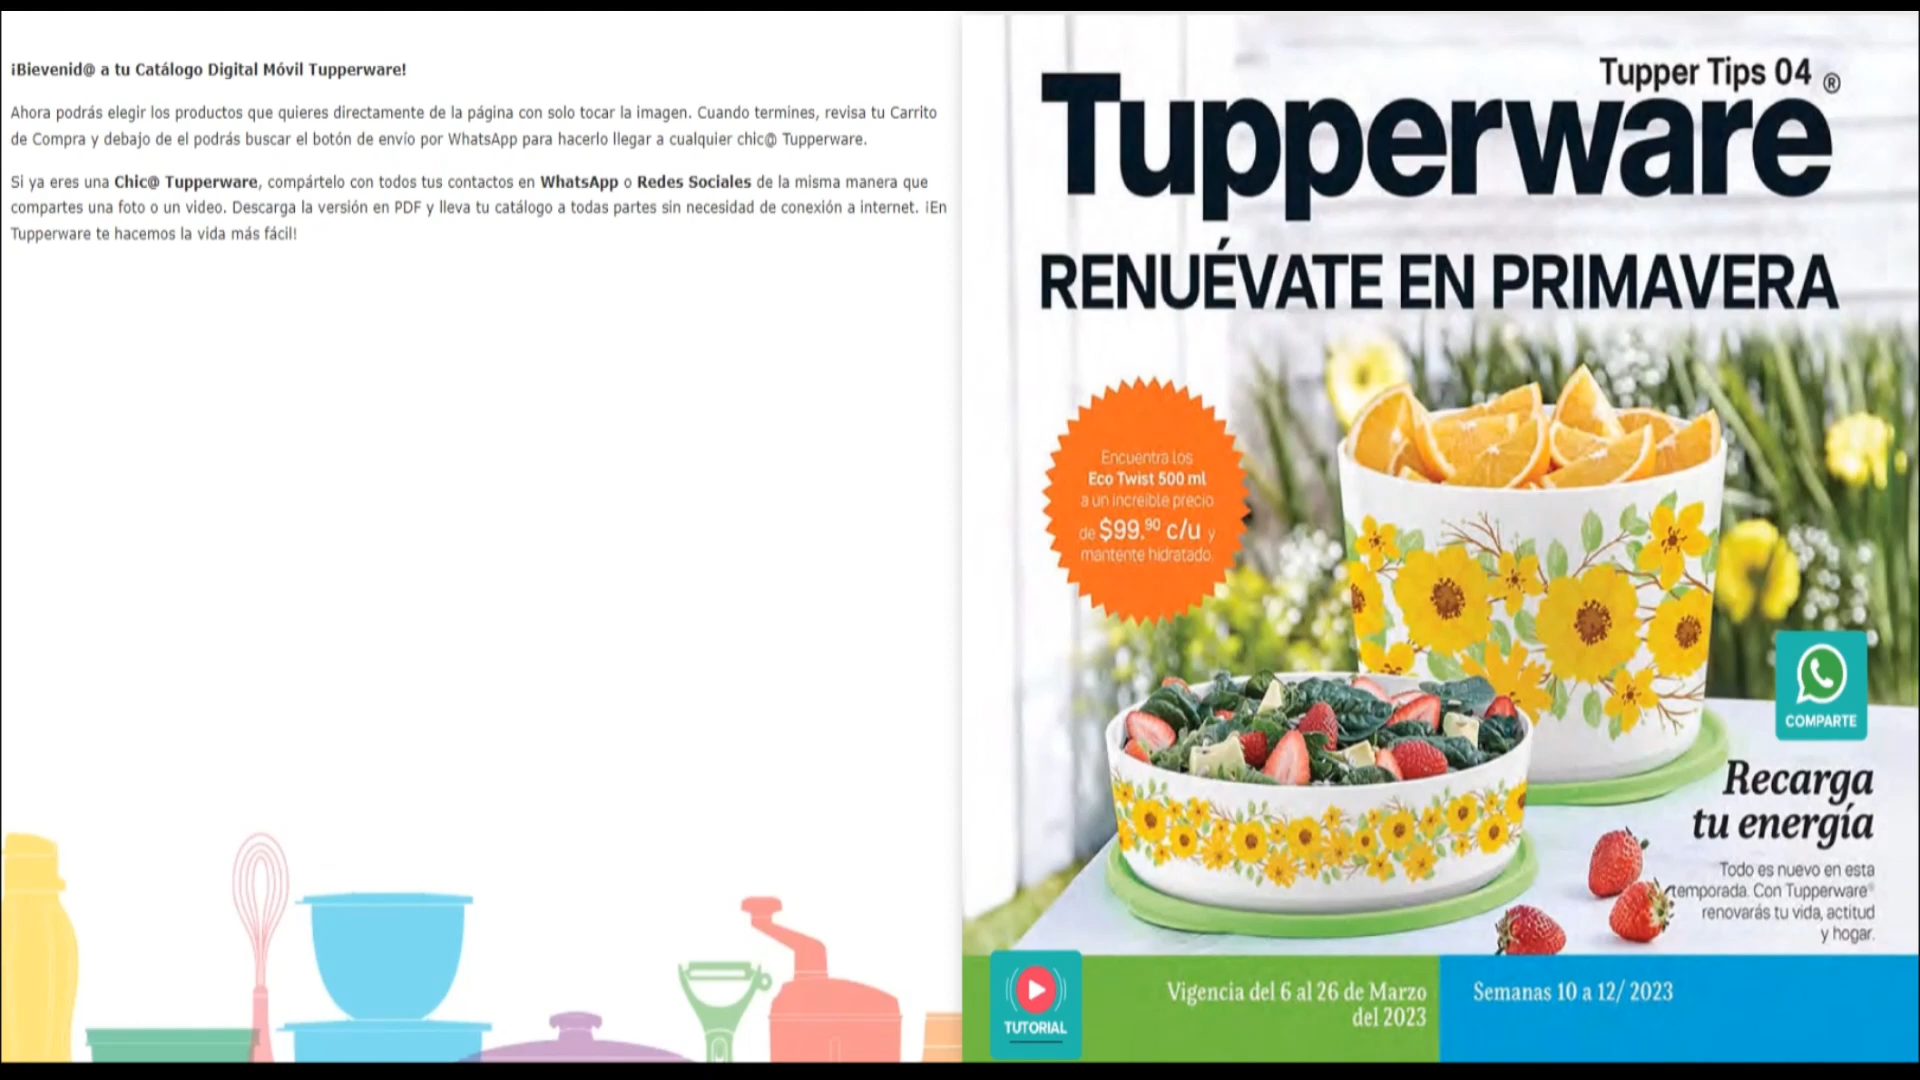 ¡Bievenid@ a tu Catálogo Digital Móvil Tupperware!
Ahora podrás elegir los productos que quieres directamente de la página con solo tocar la imagen. Cuando termines, revisa tu Carrito
de Compra y debajo de el podrás buscar el botón de envío por WhatsApp para hacerlo llegar a cualquier chic@ Tupperware.
Si ya eres una Chic@ Tupperware, compártelo con todos tus contactos en WhatsApp o Redes Sociales de la misma manera que
compartes una foto o un video. Descarga la versión en PDF y lleva tu catálogo a todas partes sin necesidad de conexión a internet. ¡En
Tupperware te hacemos la vida más fácil!
Tupper Tips 04
Tupperware®
RENUÉVATE EN PRIMAVERA
Encuentra los
Eco Twist 500 ml
a un increíble precio
de $99.90 c/u y
mantente hidratado.
COMPARTE
Recarga
tu energía
Todo es nuevo en esta
temporada. Con Tupperware®
renovarás tu vida, actitud
y hogar.
TUTORIAL
Vigencia del 6 al 26 de Marzo
del 2023
Semanas 10 a 12/ 2023